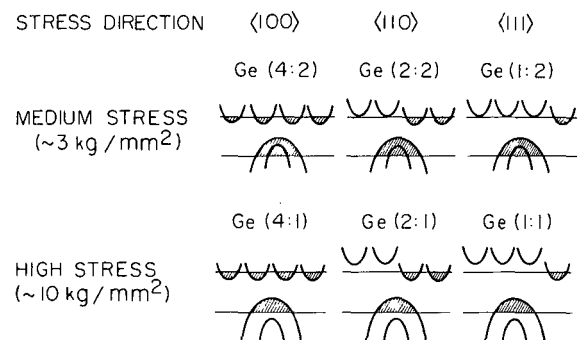 STRESS DIRECTION ⟨100⟩ ⟨110⟩ ⟨111⟩
Ge (4:2) Ge (2:2) Ge (1:2)
MEDIUM STRESS
(~3 kg/mm²)
Ge (4:1) Ge (2:1) Ge (1:1)
HIGH STRESS
(~10 kg/mm²)